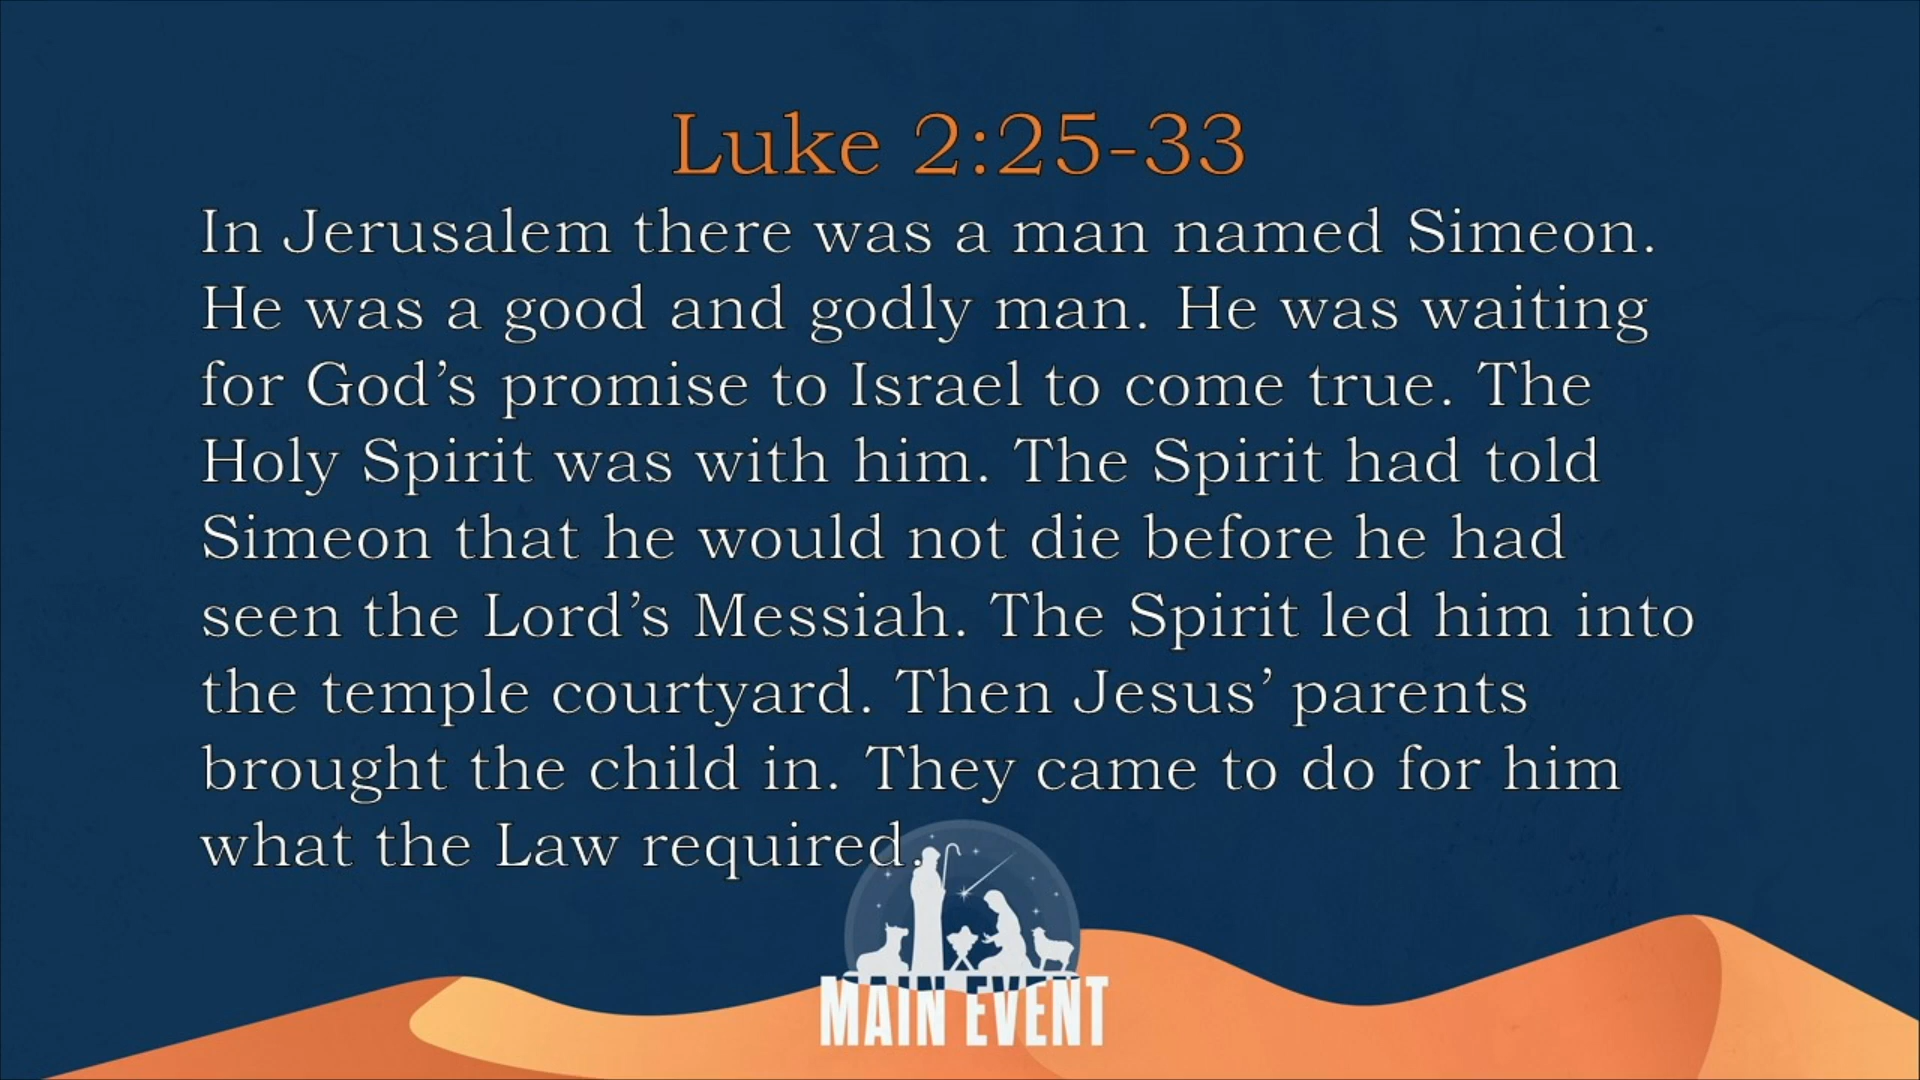 Luke 2:25-33
In Jerusalem there was a man named Simeon.
He was a good and godly man. He was waiting
for God’s promise to Israel to come true. The
Holy Spirit was with him. The Spirit had told
Simeon that he would not die before he had
seen the Lord’s Messiah. The Spirit led him into
the temple courtyard. Then Jesus’ parents
brought the child in. They came to do for him
what the Law required.
MAIN EVENT